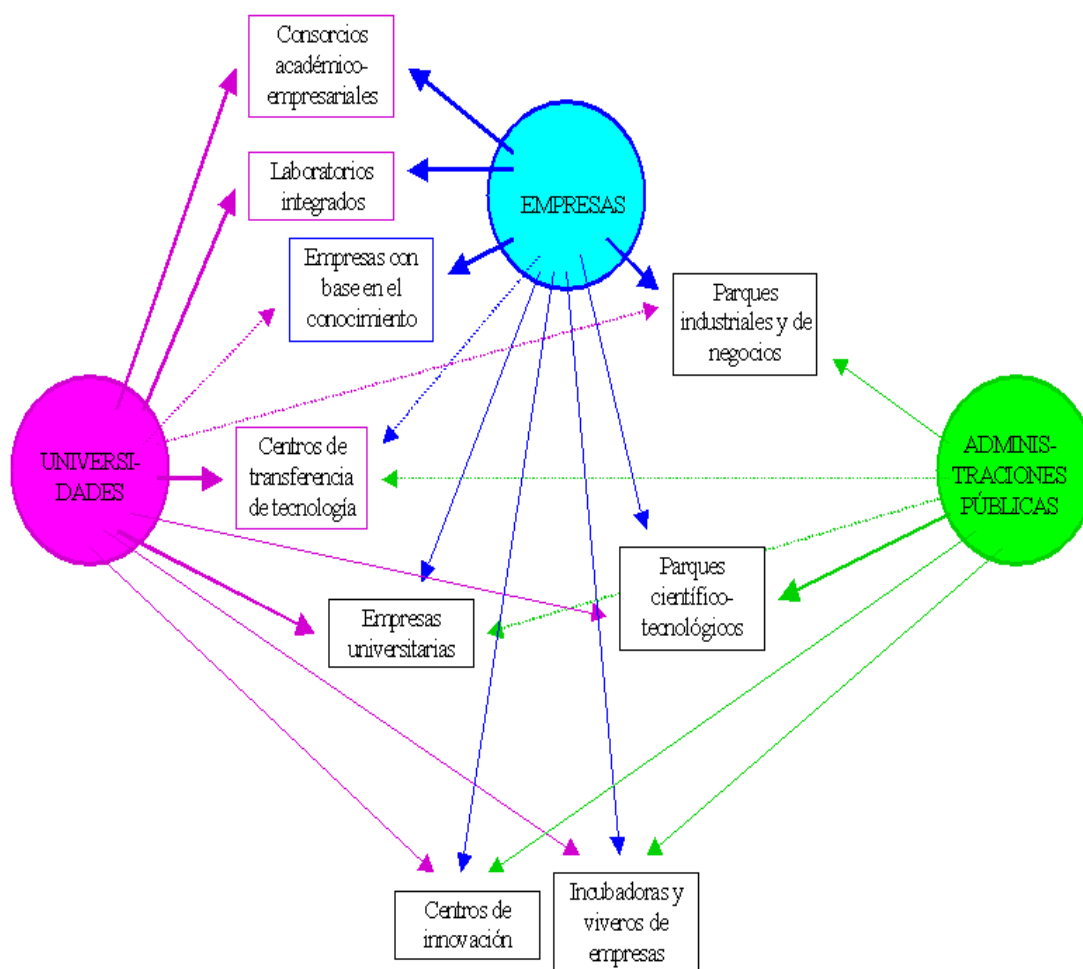 Consorcios
académico-
empresariales
Laboratorios
integrados
EMPRESAS
Empresas con
base en el
conocimiento
Parques
industriales y de
negocios
UNIVERSI-
DADES
Centros de
transferencia
de tecnología
ADMINIS-
TRACIONES
PÚBLICAS
Parques
científico-
tecnológicos
Empresas
universitarias
Centros de
innovación
Incubadoras y
viveros de
empresas